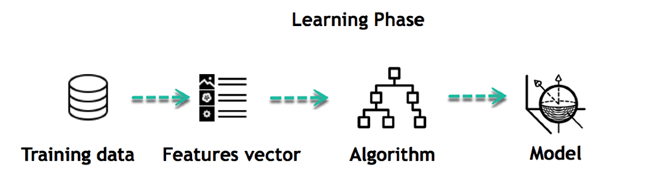 Learning Phase
Training data
Features vector
Algorithm
Model